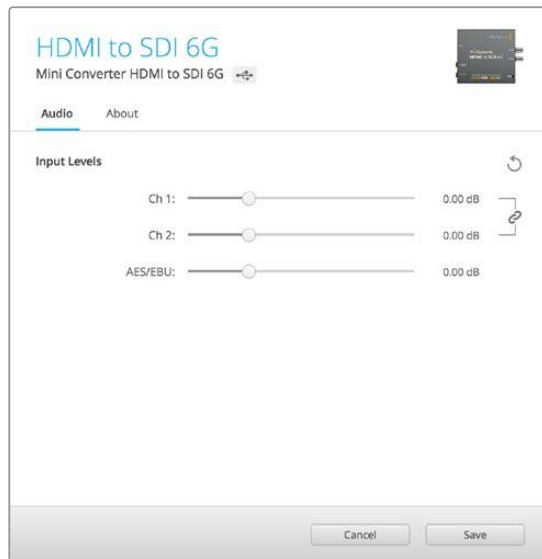 HDMI to SDI 6G
Mini Converter HDMI to SDI 6G
Audio About
Input Levels
Ch 1: 0.00 dB
Ch 2: 0.00 dB
AES/EBU: 0.00 dB
Cancel Save